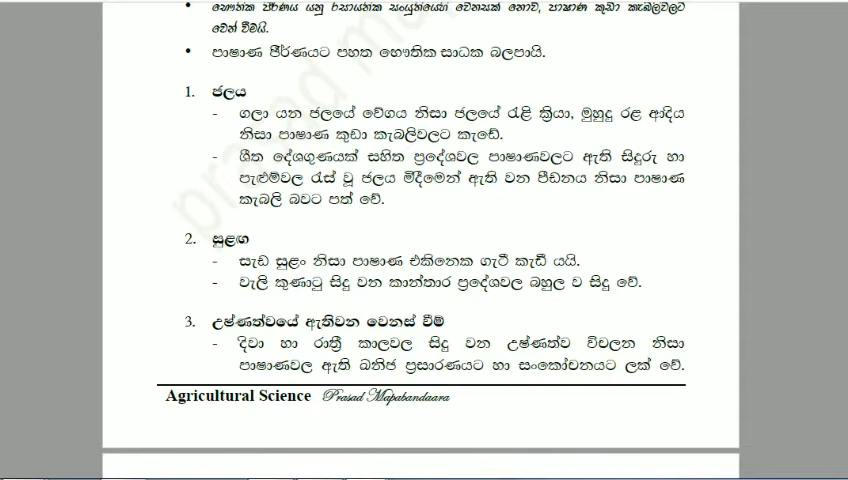 • භෞතික ජීර්ණය යනු රසායනික සංයුතියෙහි වෙනසක් නොවී, පාෂාණ කුඩා කැබලවලට
වෙන් වීමයි.
• පාෂාණ ජීර්ණයට පහත භෞතික සාධක බලපායි.
1. ජලය
- ගලා යන ජලයේ වේගය නිසා ජලයේ රැළි ක්‍රියා, මුහුදු රළ ආදිය
නිසා පාෂාණ කුඩා කැබලිවලට කැඩේ.
- ශීත දේශගුණයක් සහිත ප්‍රදේශවල පාෂාණවලට ඇති සිදුරු හා
පැළුම්වල රැස් වූ ජලය මිදීමෙන් ඇති වන පීඩනය නිසා පාෂාණ
කැබලි බවට පත් වේ.
2. සුළඟ
- සැඩ සුළං නිසා පාෂාණ එකිනෙක ගැටී කැඩී යයි.
- වැලි කුණාටු සිදු වන කාන්තාර ප්‍රදේශවල බහුල ව සිදු වේ.
3. උෂ්ණත්වයේ ඇතිවන වෙනස් වීම්
- දිවා හා රාත්‍රී කාලවල සිදු වන උෂ්ණත්ව විචලන නිසා
පාෂාණවල ඇති ඛනිජ ප්‍රසාරණයට හා සංකෝචනයට ලක් වේ.
Agricultural Science Prasad Mapabandaara